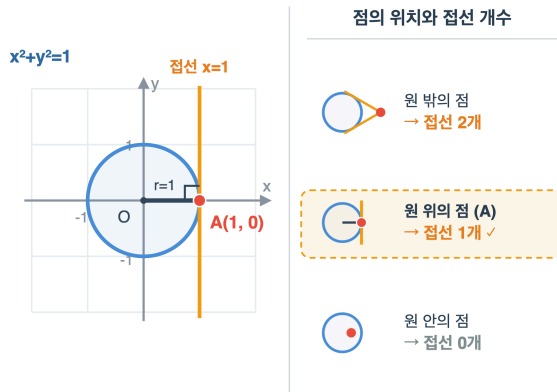 점의 위치와 접선 개수
x²+y²=1
접선 x=1
y
1
r=1
x
-1
O
A(1, 0)
-1
원 밖의 점
→ 접선 2개
원 위의 점 (A)
→ 접선 1개 ✓
원 안의 점
→ 접선 0개